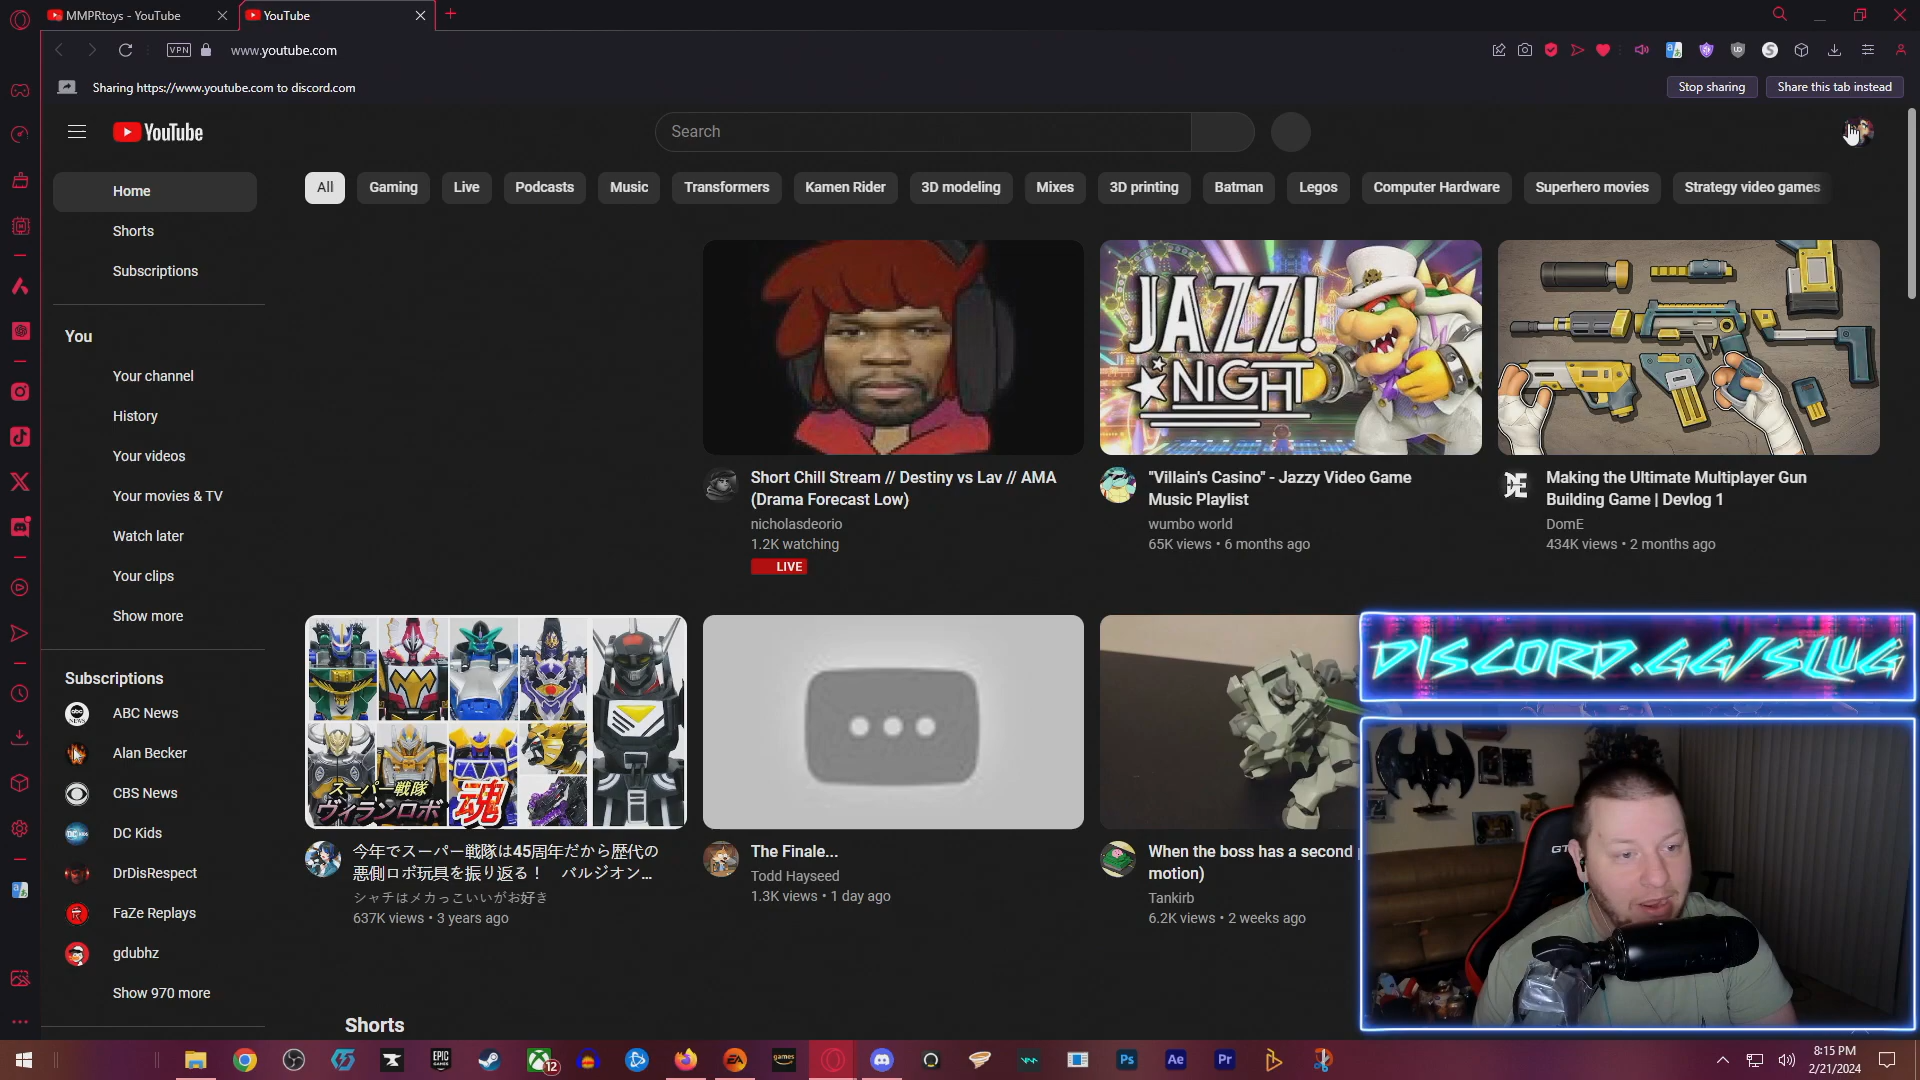 MMPRtoys - YouTube
YouTube
VPN
www.youtube.com
Sharing https://www.youtube.com to discord.com
Stop sharing
Share this tab instead
YouTube
Search
All
Gaming
Live
Podcasts
Music
Transformers
Kamen Rider
3D modeling
Mixes
3D printing
Batman
Legos
Computer Hardware
Superhero movies
Strategy video games
Home
Shorts
Subscriptions
You
Your channel
History
Your videos
Your movies & TV
Watch later
Your clips
Show more
Subscriptions
ABC News
Alan Becker
CBS News
DC Kids
DrDisRespect
FaZe Replays
gdubhz
Show 970 more
JAZZ!
NIGHT
Short Chill Stream // Destiny vs Lav // AMA
(Drama Forecast Low)
nicholasdeorio
1.2K watching
LIVE
"Villain's Casino" - Jazzy Video Game
Music Playlist
wumbo world
65K views • 6 months ago
Making the Ultimate Multiplayer Gun
Building Game | Devlog 1
DomE
434K views • 2 months ago
スーパー戦隊
ヴィランロボ
魂
今年でスーパー戦隊は45周年だから歴代の
悪側ロボ玩具を振り返る! バルジオン...
シャチはメカっこいいがお好き
637K views • 3 years ago
The Finale...
Todd Hayseed
1.3K views • 1 day ago
When the boss has a second
motion)
Tankirb
6.2K views • 2 weeks ago
DISCORD.GG/SLUG
GT
Shorts
EPIC
GAMES
12
EA
games
Ps
Ae
Pr
8:15 PM
2/21/2024